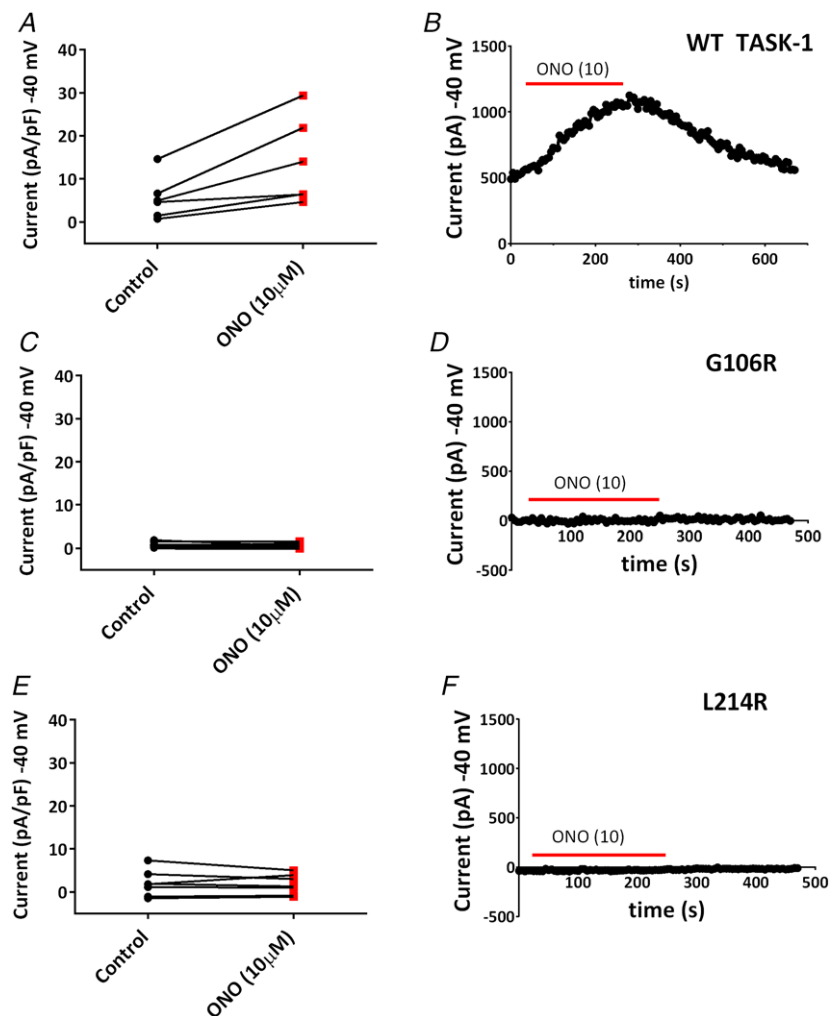 A
Current (pA/pF) -40 mV
40
30
20
10
0
Control
ONO (10μM)
B
WT TASK-1
Current (pA) -40 mV
1500
1000
500
0
ONO (10)
0
200
400
600
time (s)
C
Current (pA/pF) -40 mV
40
30
20
10
0
Control
ONO (10μM)
D
G106R
Current (pA) -40 mV
1500
1000
500
0
-500
ONO (10)
100
200
300
400
500
time (s)
E
Current (pA/pF) -40 mV
40
30
20
10
0
Control
ONO (10μM)
F
L214R
Current (pA) -40 mV
1500
1000
500
0
-500
ONO (10)
100
200
300
400
500
time (s)